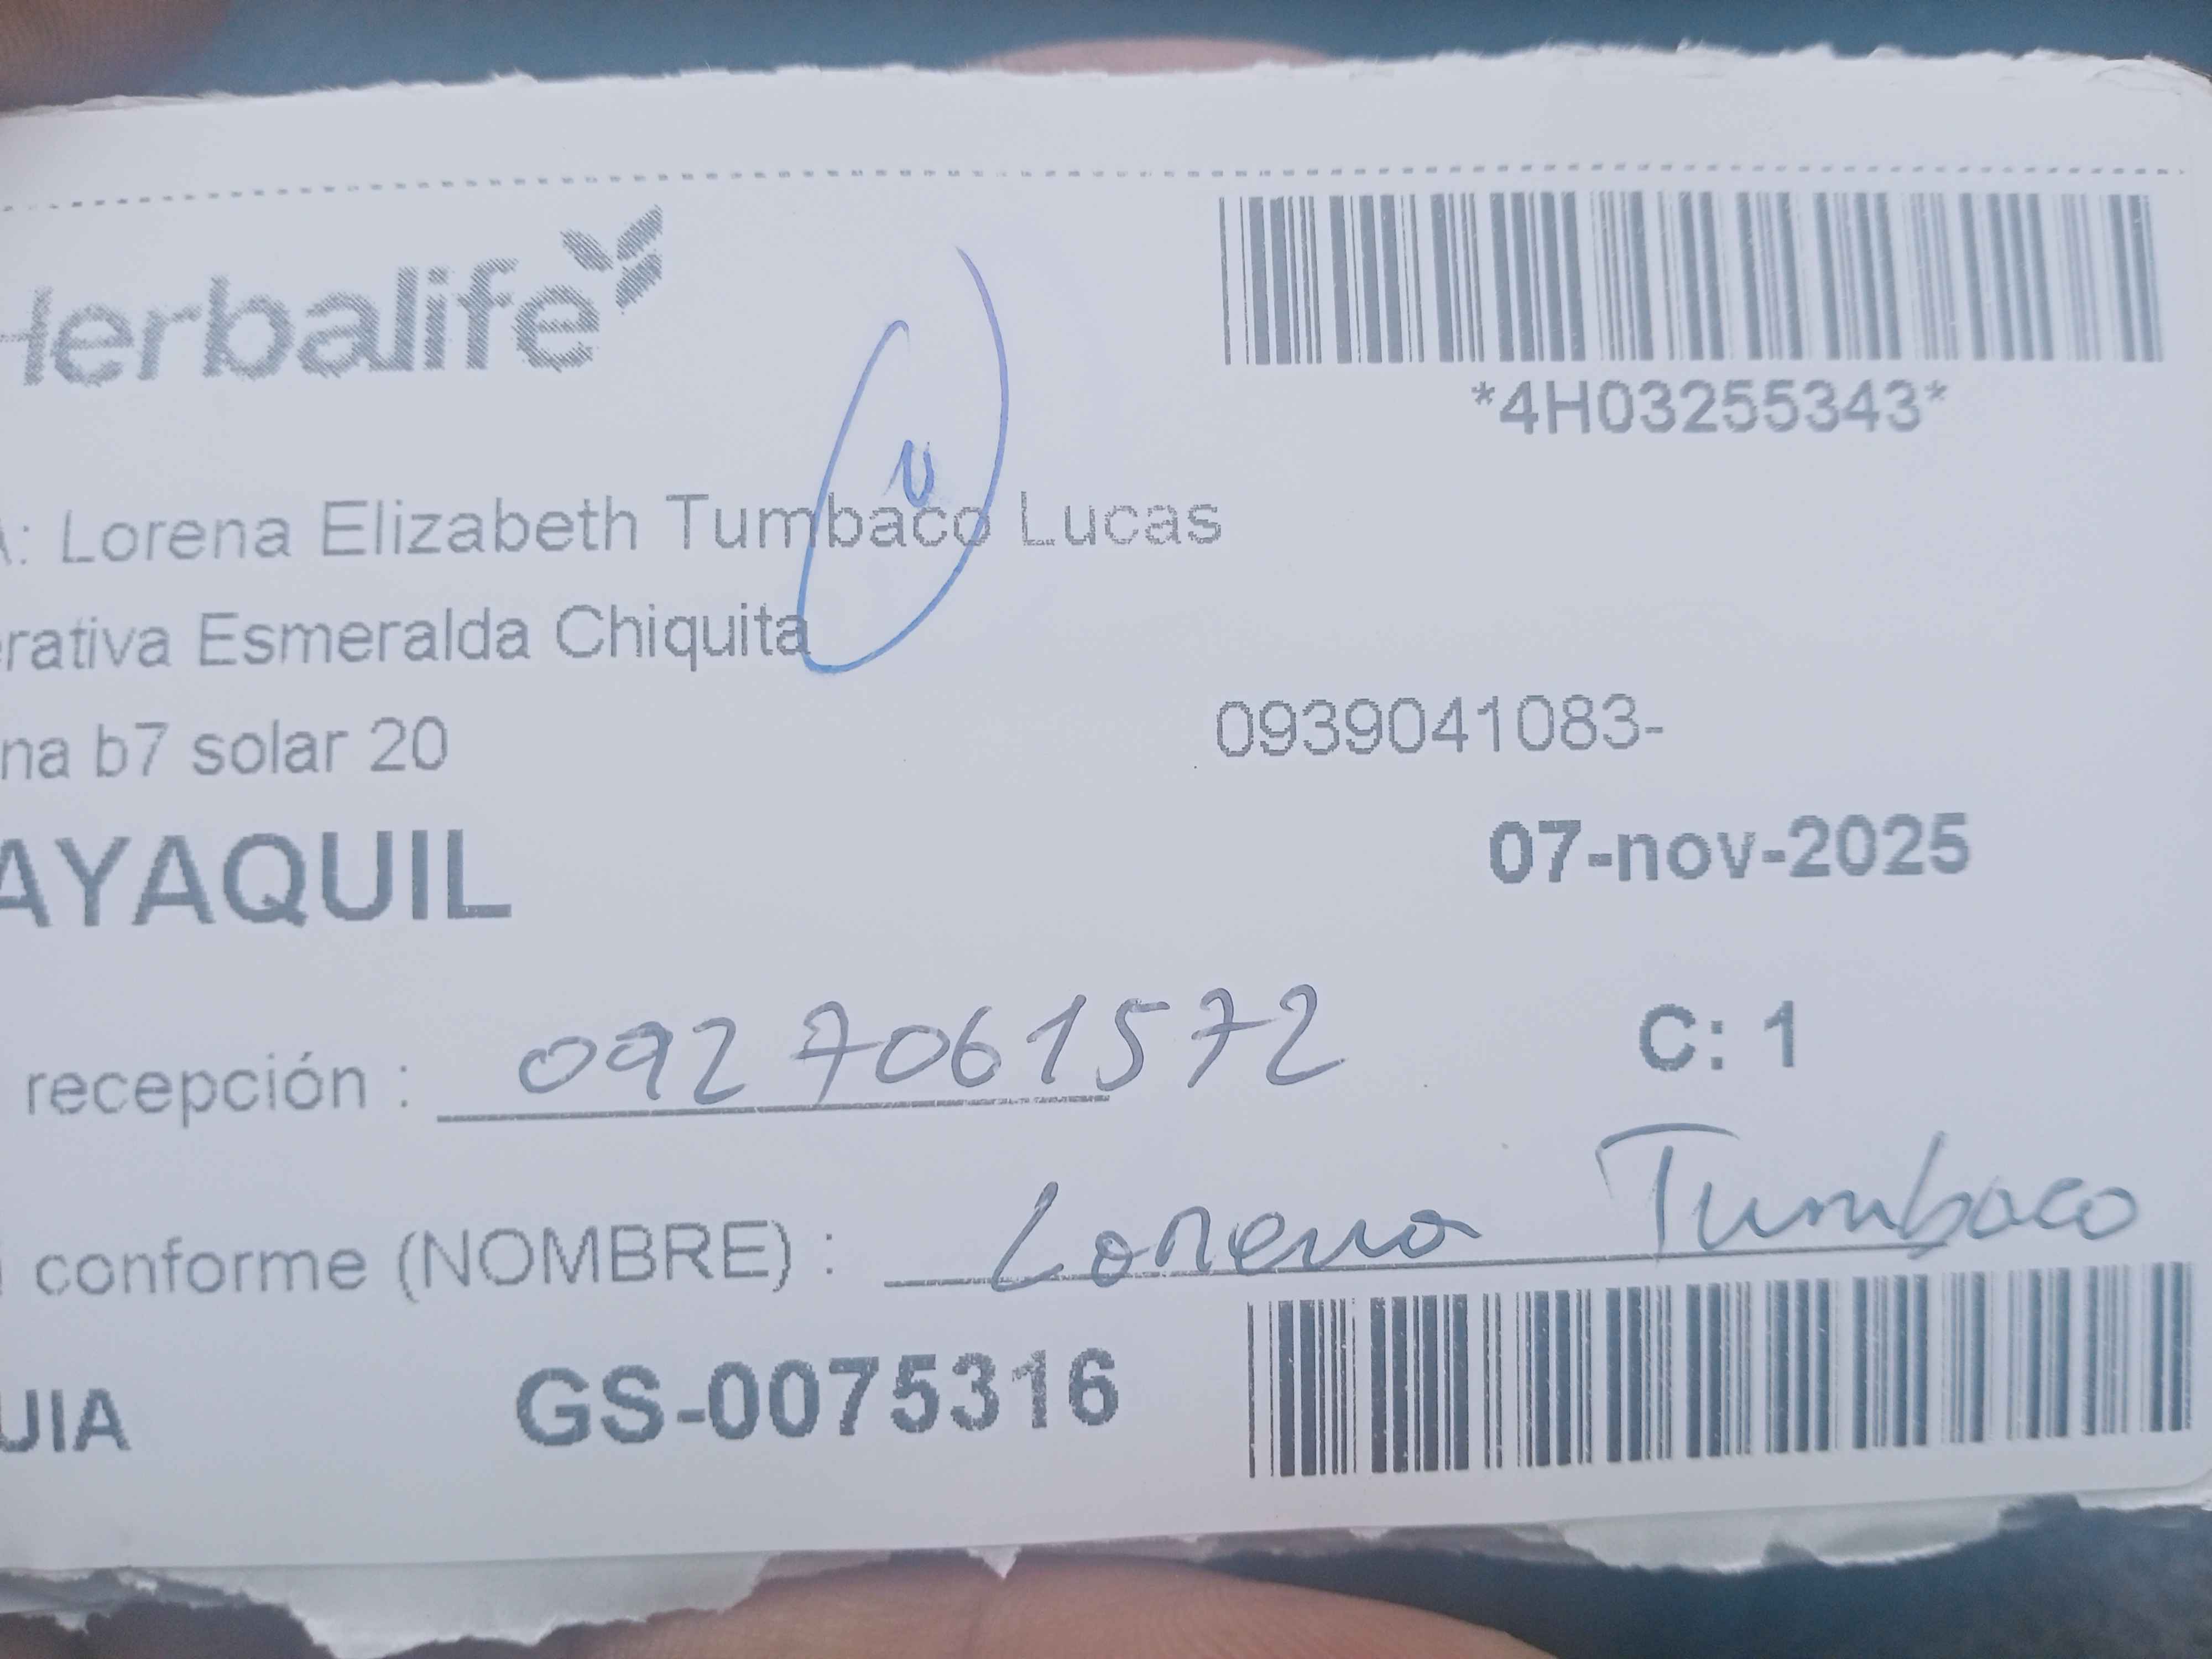 Herbalife
*4H03255343*
A: Lorena Elizabeth Tumbaco Lucas
erativa Esmeralda Chiquita
na b7 solar 20
0939041083-
AYAQUIL
07-nov-2025
recepción : 0927061572
C: 1
conforme (NOMBRE) : Lorena Tumbaco
UIA
GS-0075316